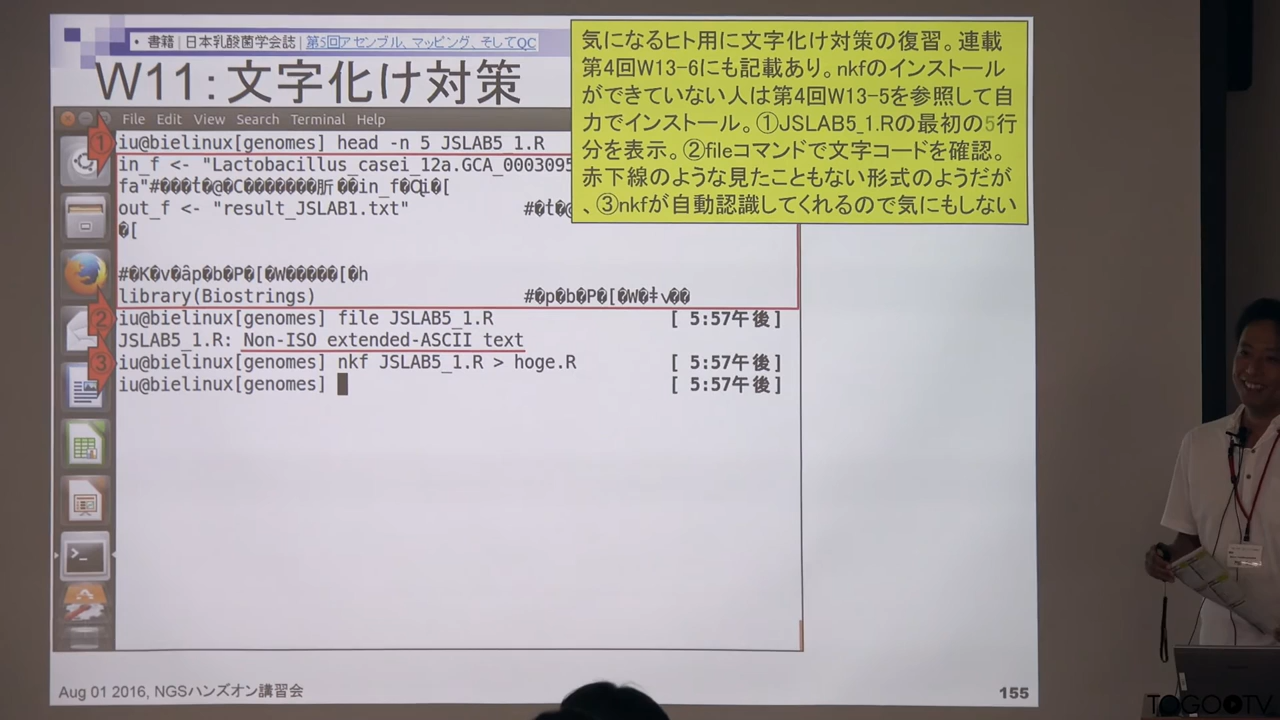 • 書籍 | 日本乳酸菌学会誌 | 第5回アセンブル、マッピング、そしてQC
W11：文字化け対策
気になるヒト用に文字化け対策の復習。連載
第4回W13-6にも記載あり。nkfのインストール
ができていない人は第4回W13-5を参照して自
力でインストール。①JSLAB5_1.Rの最初の5行
分を表示。②fileコマンドで文字コードを確認。
赤下線のような見たこともない形式のようだが
、③nkfが自動認識してくれるので気にもしない
File Edit View Search Terminal Help
① iu@bielinux[genomes] head -n 5 JSLAB5_1.R
in_f <- "Lactobacillus_casei_12a.GCA_0003095
fa"#���t�@�C�������肵��in_f�Ɋi�[
out_f <- "result_JSLAB1.txt" #�t�@
�[
#�K�v�ȃp�b�P�[�W�����[�h
library(Biostrings) #�p�b�P�[�W�
② iu@bielinux[genomes] file JSLAB5_1.R [ 5:57午後]
JSLAB5_1.R: Non-ISO extended-ASCII text
③ iu@bielinux[genomes] nkf JSLAB5_1.R > hoge.R [ 5:57午後]
iu@bielinux[genomes] [ 5:57午後]
Aug 01 2016, NGSハンズオン講習会
155
TOGOTV